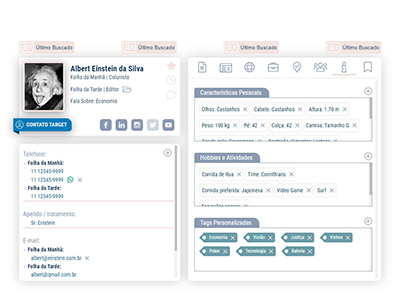 Último Buscado
Último Buscado
Último Buscado
Último Buscado
Albert Einstein da Silva
Folha da Manhã | Colunista
Folha da Tarde | Editor
Fala Sobre: Economia
CONTATO TARGET
Telefone:
Folha da Manhã:
11 12345-9999
11 12345-9999
Folha da Tarde:
11 12345-9999
Apelido / tratamento:
Sr. Einstein
E-mail:
Folha da Manhã:
albert@einstein.com.br
Folha da Tarde:
albert@gmail.com.br
Características Pessoais
Olhos: Castanhos × Cabelo: Castanhos × Altura: 1.70 m ×
Peso: 100 kg × Pé: 42 × Calça: 42 × Camisa: Tamanho G ×
Hobbies e Atividades
Corrida de Rua × Time: Corinthians ×
Comida preferida: Japonesa × Vídeo Game × Surf ×
Tags Personalizadas
Economia × Vinão × Justiça × Vinhos ×
Poker × Tecnologia × Bateria ×